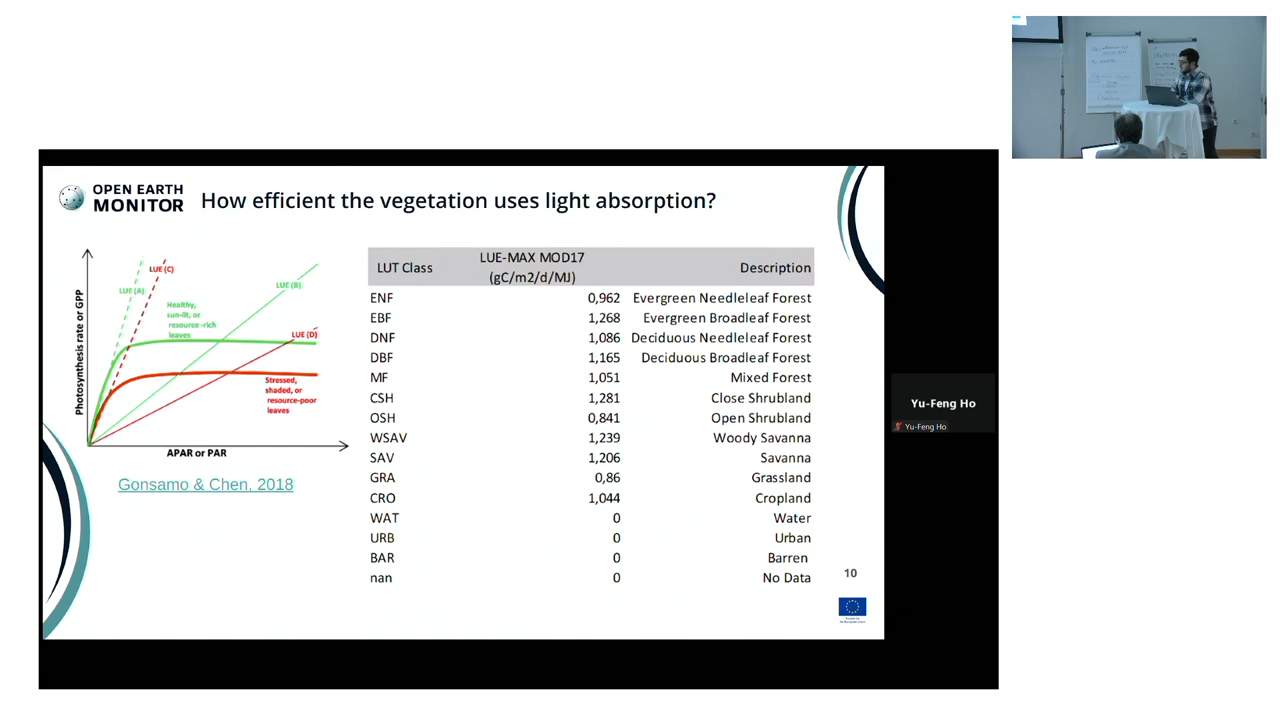 OPEN EARTH
MONITOR
How efficient the vegetation uses light absorption?
LUE (C)
LUE (A)
LUE (B)
Healthy,
sun-lit, or
resource -rich
leaves
LUE (D)
Stressed,
shaded, or
resource-poor
leaves
Photosynthesis rate or GPP
APAR or PAR
Gonsamo & Chen, 2018
LUT Class LUE-MAX MOD17 (gC/m2/d/MJ) Description
ENF 0,962 Evergreen Needleleaf Forest
EBF 1,268 Evergreen Broadleaf Forest
DNF 1,086 Deciduous Needleleaf Forest
DBF 1,165 Deciduous Broadleaf Forest
MF 1,051 Mixed Forest
CSH 1,281 Close Shrubland
OSH 0,841 Open Shrubland
WSAV 1,239 Woody Savanna
SAV 1,206 Savanna
GRA 0,86 Grassland
CRO 1,044 Cropland
WAT 0 Water
URB 0 Urban
BAR 0 Barren
nan 0 No Data
10
Yu-Feng Ho
Yu-Feng Ho